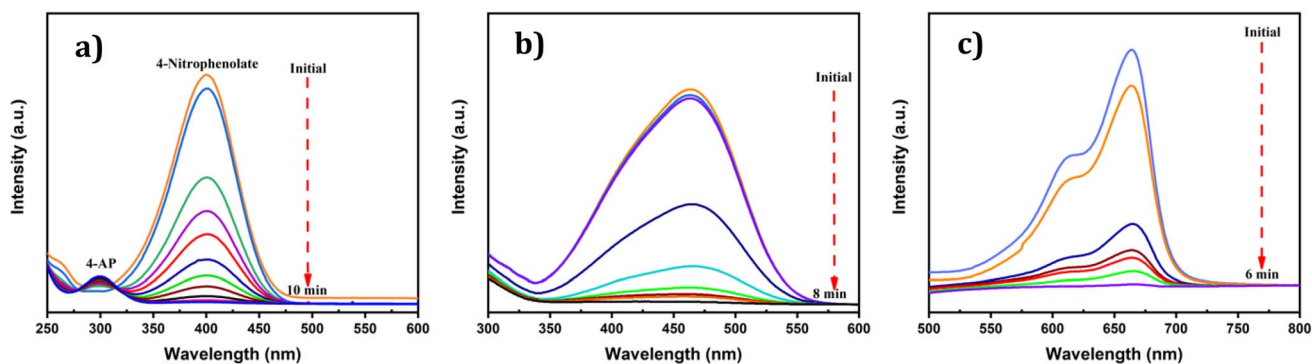 a)
4-Nitrophenolate
Initial
4-AP
10 min
Intensity (a.u.)
250 300 350 400 450 500 550 600
Wavelength (nm)
b)
Initial
8 min
Intensity (a.u.)
300 350 400 450 500 550 600
Wavelength (nm)
c)
Initial
6 min
Intensity (a.u.)
500 550 600 650 700 750 800
Wavelength (nm)